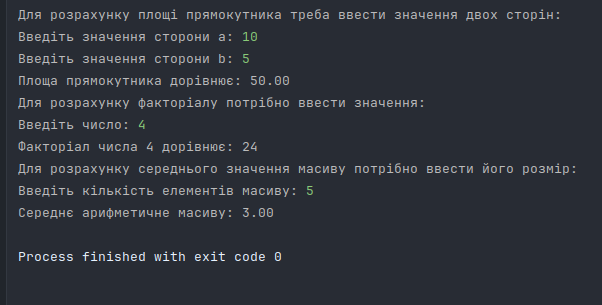 Для розрахунку площі прямокутника треба ввести значення двох сторін:
Введіть значення сторони a: 10
Введіть значення сторони b: 5
Площа прямокутника дорівнює: 50.00
Для розрахунку факторіалу потрібно ввести значення:
Введіть число: 4
Факторіал числа 4 дорівнює: 24
Для розрахунку середнього значення масиву потрібно ввести його розмір:
Введіть кількість елементів масиву: 5
Середнє арифметичне масиву: 3.00
Process finished with exit code 0